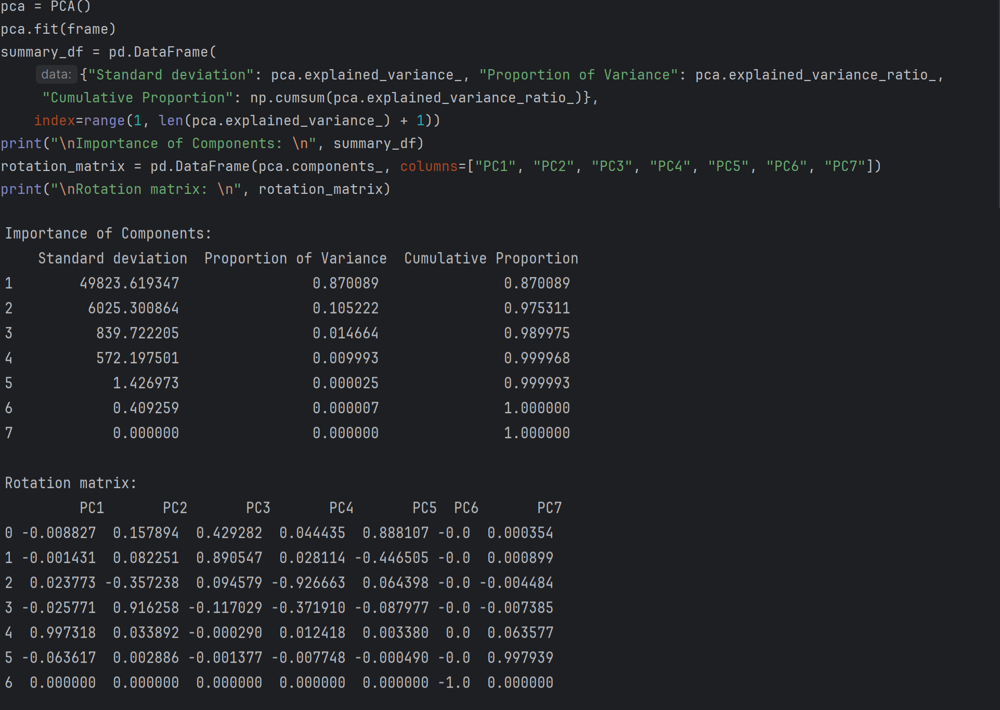 pca = PCA()
pca.fit(frame)
summary_df = pd.DataFrame(
data: {"Standard deviation": pca.explained_variance_, "Proportion of Variance": pca.explained_variance_ratio_,
"Cumulative Proportion": np.cumsum(pca.explained_variance_ratio_)},
index=range(1, len(pca.explained_variance_) + 1))
print("\nImportance of Components: \n", summary_df)
rotation_matrix = pd.DataFrame(pca.components_, columns=["PC1", "PC2", "PC3", "PC4", "PC5", "PC6", "PC7"])
print("\nRotation matrix: \n", rotation_matrix)
Importance of Components:
Standard deviation Proportion of Variance Cumulative Proportion
1 49823.619347 0.870089 0.870089
2 6025.300864 0.105222 0.975311
3 839.722205 0.014664 0.989975
4 572.197501 0.009993 0.999968
5 1.426973 0.000025 0.999993
6 0.409259 0.000007 1.000000
7 0.000000 0.000000 1.000000
Rotation matrix:
PC1 PC2 PC3 PC4 PC5 PC6 PC7
0 -0.008827 0.157894 0.429282 0.044435 0.888107 -0.0 0.000354
1 -0.001431 0.082251 0.890547 0.028114 -0.446505 -0.0 0.000899
2 0.023773 -0.357238 0.094579 -0.926663 0.064398 -0.0 -0.004484
3 -0.025771 0.916258 -0.117029 -0.371910 -0.087977 -0.0 -0.007385
4 0.997318 0.033892 -0.000290 0.012418 0.003380 0.0 0.063577
5 -0.063617 0.002886 -0.001377 -0.007748 -0.000490 -0.0 0.997939
6 0.000000 0.000000 0.000000 0.000000 0.000000 -1.0 0.000000